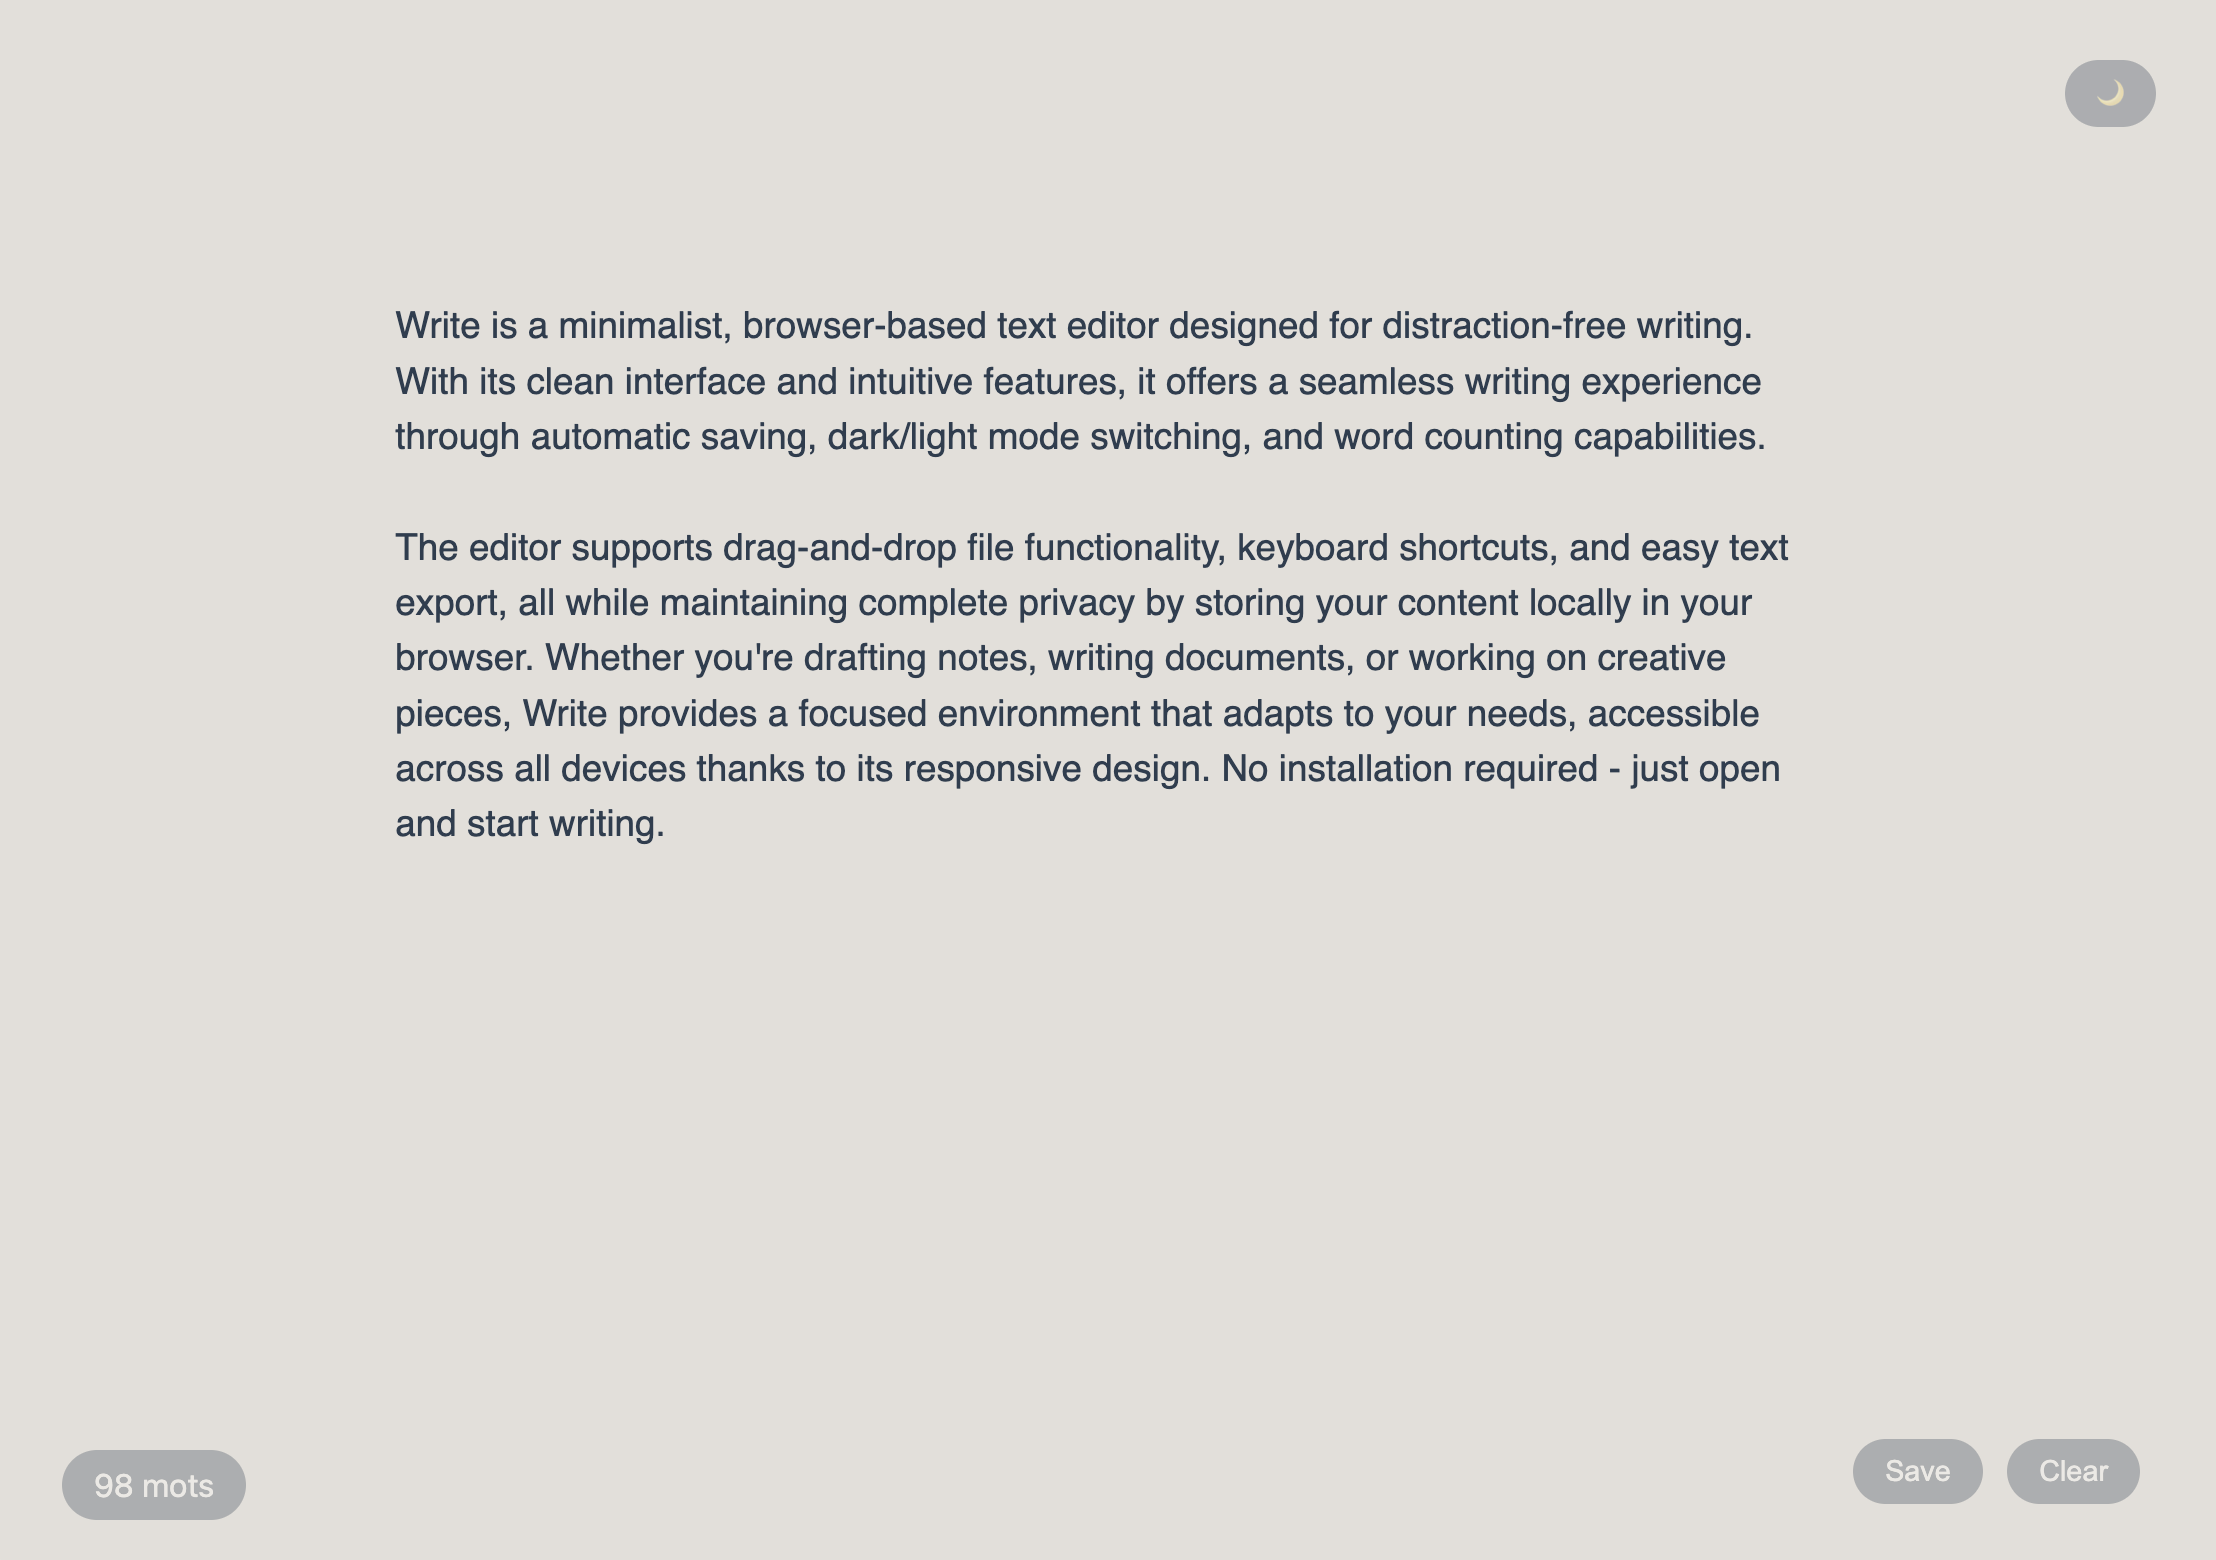 Write is a minimalist, browser-based text editor designed for distraction-free writing.
With its clean interface and intuitive features, it offers a seamless writing experience
through automatic saving, dark/light mode switching, and word counting capabilities.
The editor supports drag-and-drop file functionality, keyboard shortcuts, and easy text
export, all while maintaining complete privacy by storing your content locally in your
browser. Whether you're drafting notes, writing documents, or working on creative
pieces, Write provides a focused environment that adapts to your needs, accessible
across all devices thanks to its responsive design. No installation required - just open
and start writing.
98 mots
Save
Clear